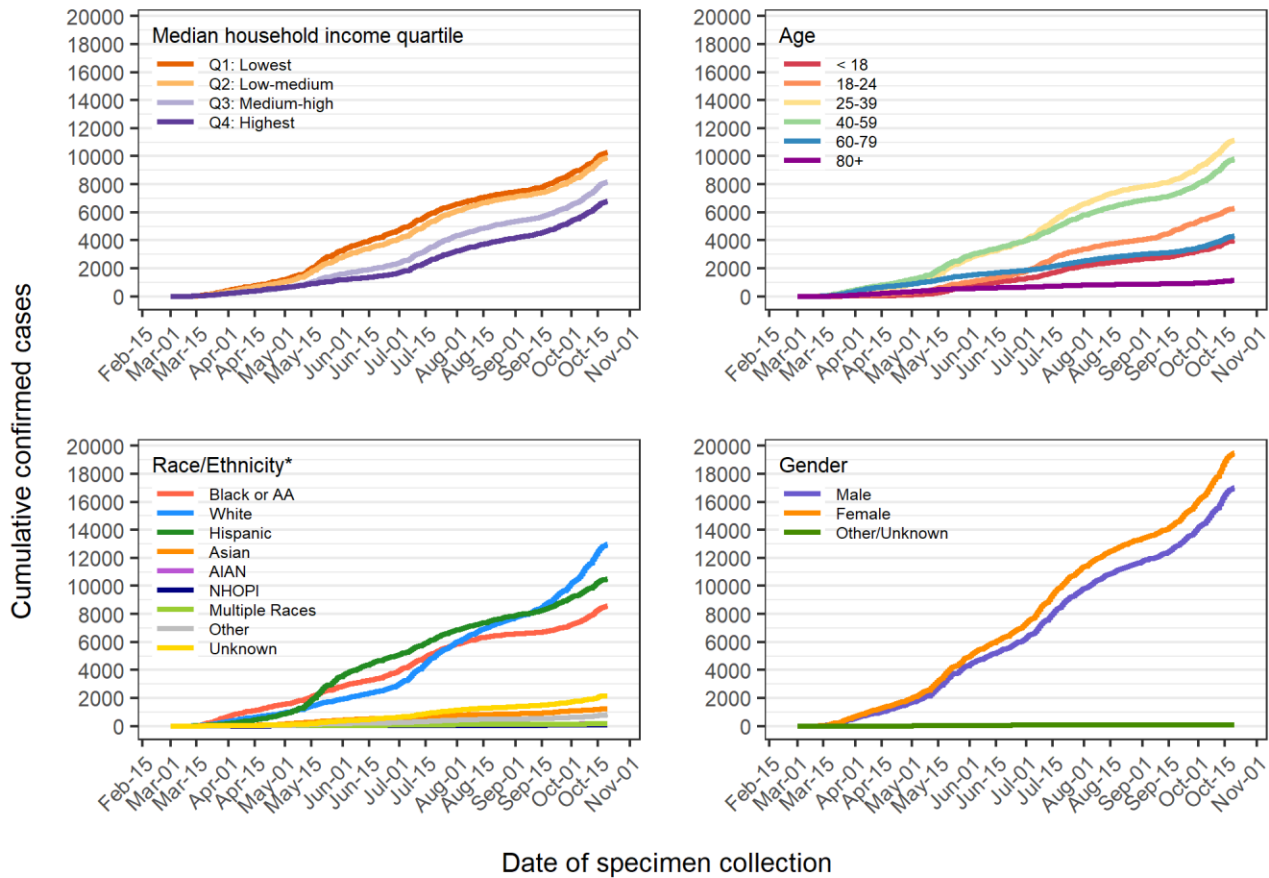 Cumulative confirmed cases
20000
18000
16000
14000
12000
10000
8000
6000
4000
2000
0
Median household income quartile
Q1: Lowest
Q2: Low-medium
Q3: Medium-high
Q4: Highest
Feb-15
Mar-01
Mar-15
Apr-01
Apr-15
May-01
May-15
Jun-01
Jun-15
Jul-01
Jul-15
Aug-01
Aug-15
Sep-01
Sep-15
Oct-01
Oct-15
Nov-01
20000
18000
16000
14000
12000
10000
8000
6000
4000
2000
0
Age
< 18
18-24
25-39
40-59
60-79
80+
Feb-15
Mar-01
Mar-15
Apr-01
Apr-15
May-01
May-15
Jun-01
Jun-15
Jul-01
Jul-15
Aug-01
Aug-15
Sep-01
Sep-15
Oct-01
Oct-15
Nov-01
20000
18000
16000
14000
12000
10000
8000
6000
4000
2000
0
Race/Ethnicity*
Black or AA
White
Hispanic
Asian
AIAN
NHOPI
Multiple Races
Other
Unknown
Feb-15
Mar-01
Mar-15
Apr-01
Apr-15
May-01
May-15
Jun-01
Jun-15
Jul-01
Jul-15
Aug-01
Aug-15
Sep-01
Sep-15
Oct-01
Oct-15
Nov-01
20000
18000
16000
14000
12000
10000
8000
6000
4000
2000
0
Gender
Male
Female
Other/Unknown
Feb-15
Mar-01
Mar-15
Apr-01
Apr-15
May-01
May-15
Jun-01
Jun-15
Jul-01
Jul-15
Aug-01
Aug-15
Sep-01
Sep-15
Oct-01
Oct-15
Nov-01
Date of specimen collection